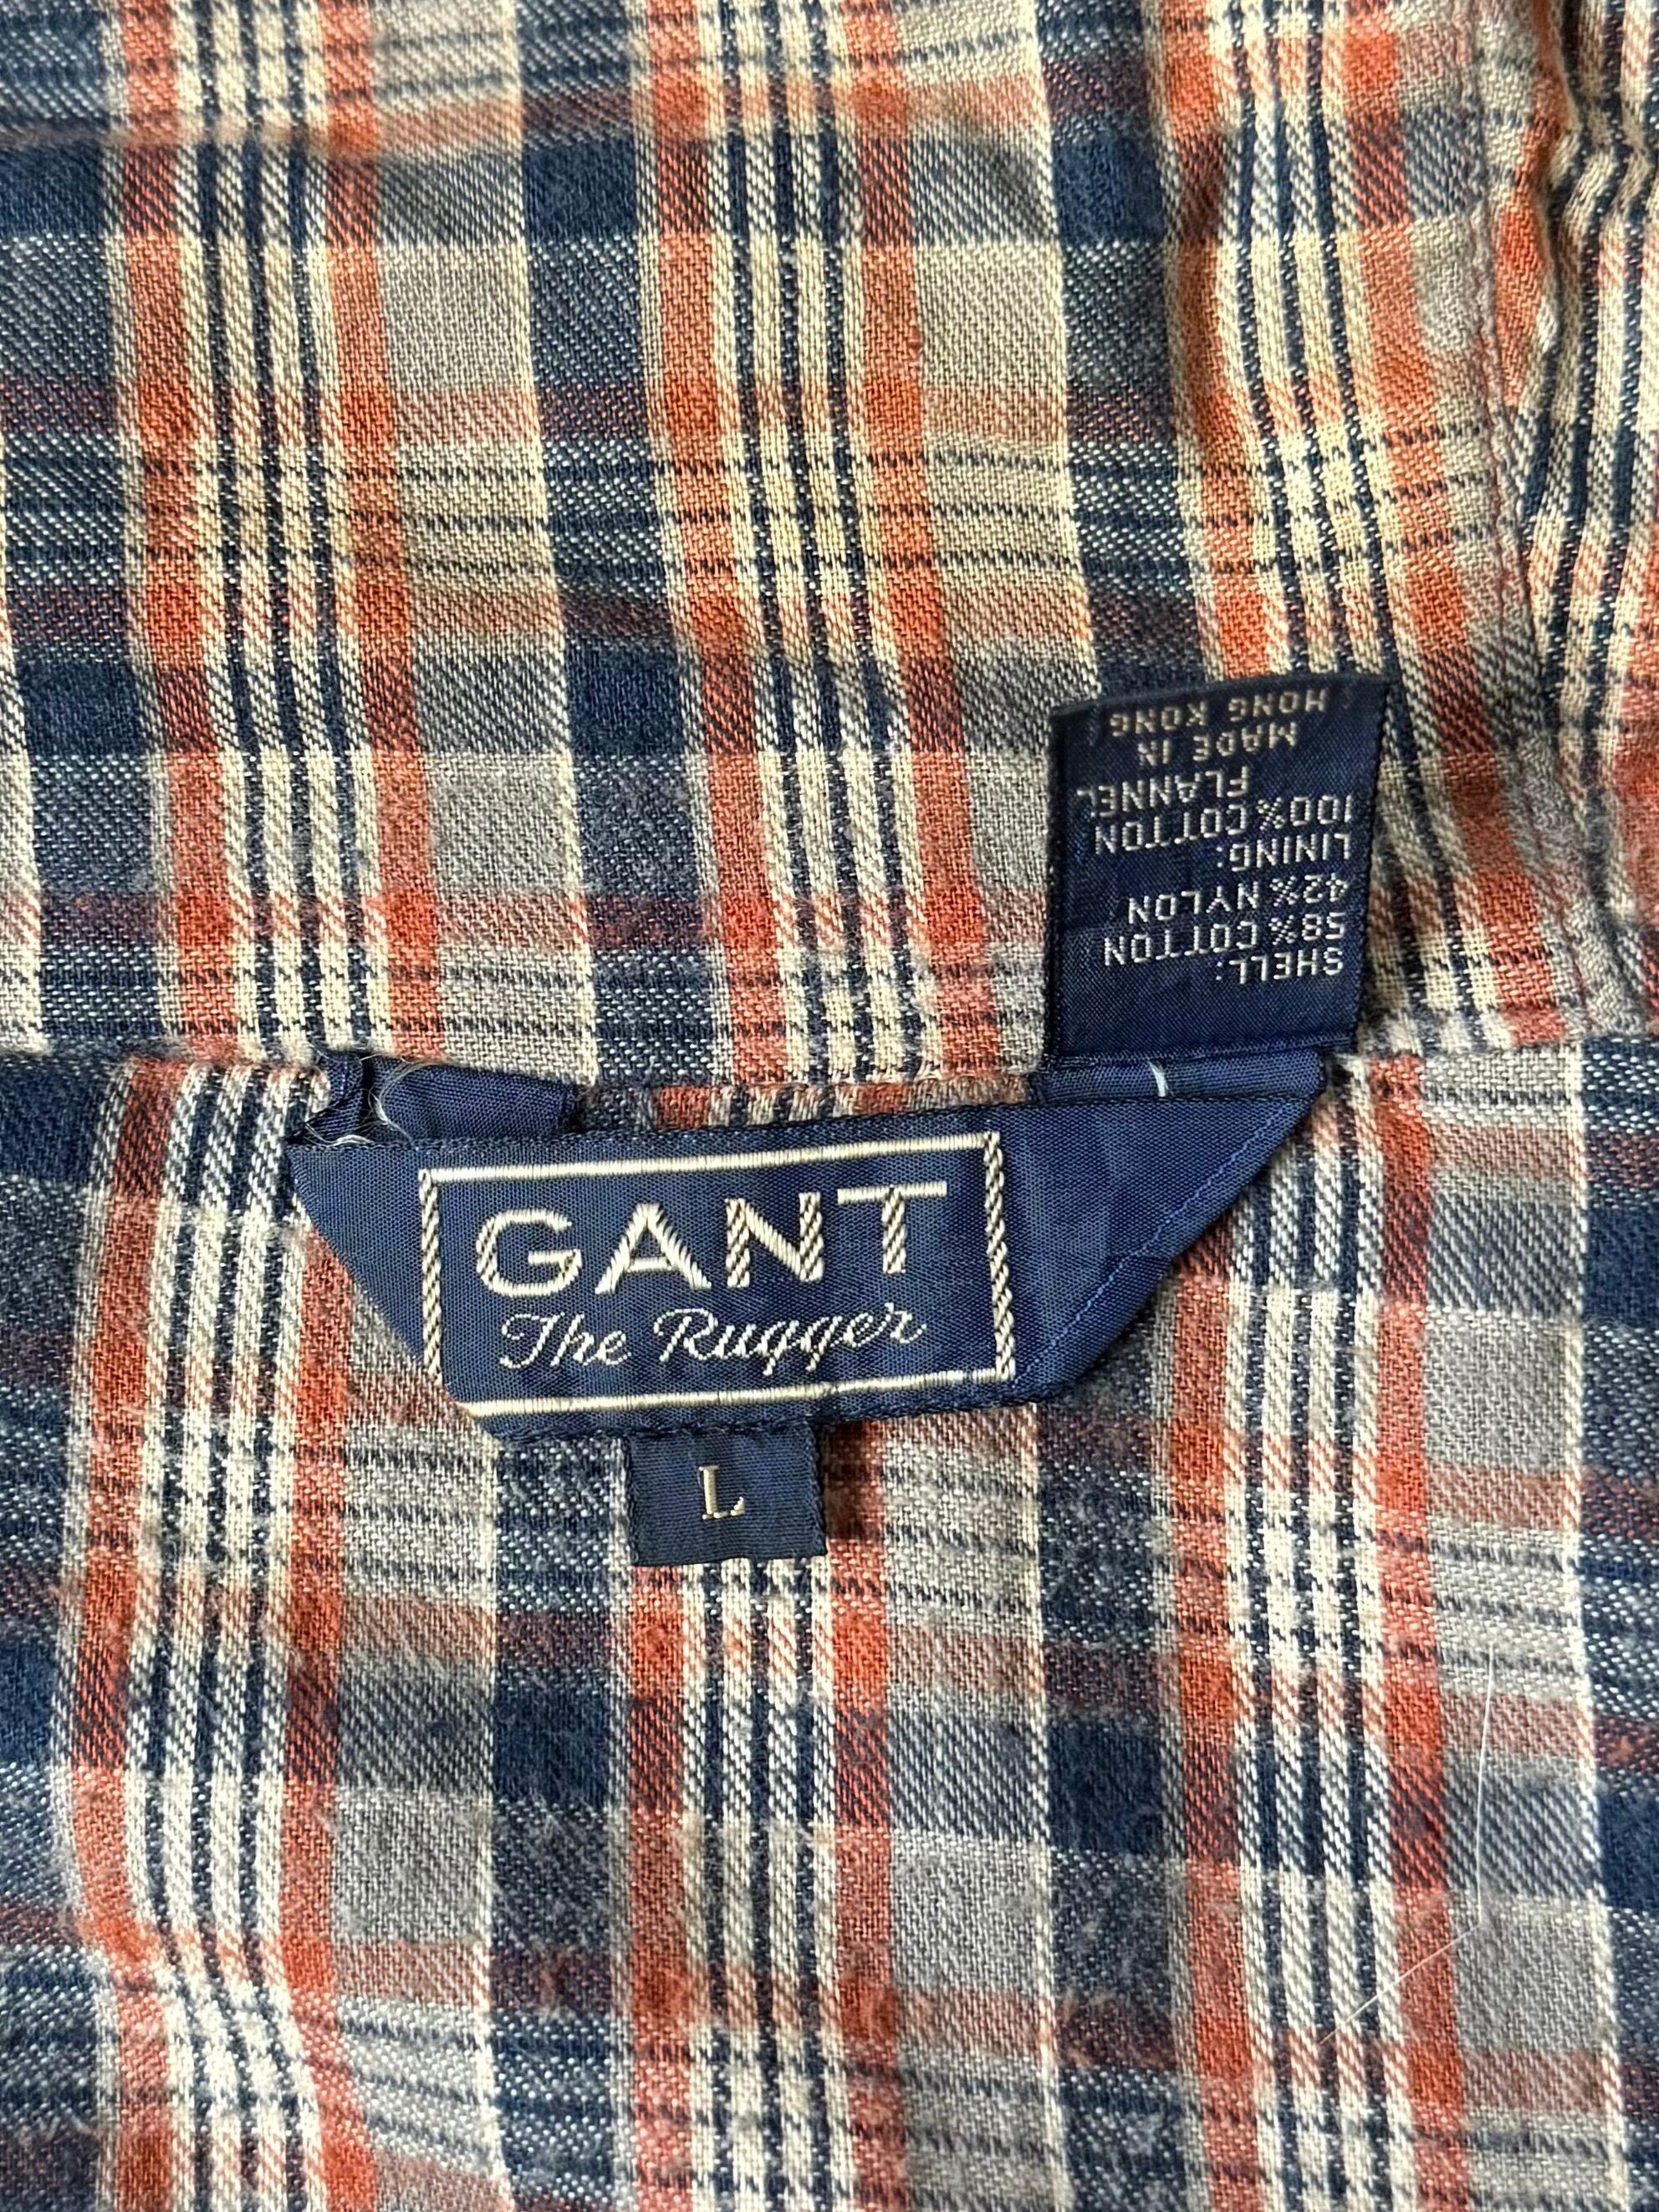 GANT
The Rugger
L
SHELL:
58% COTTON
42% NYLON
LINING:
100% COTTON
FLANNEL
MADE IN
HONG KONG